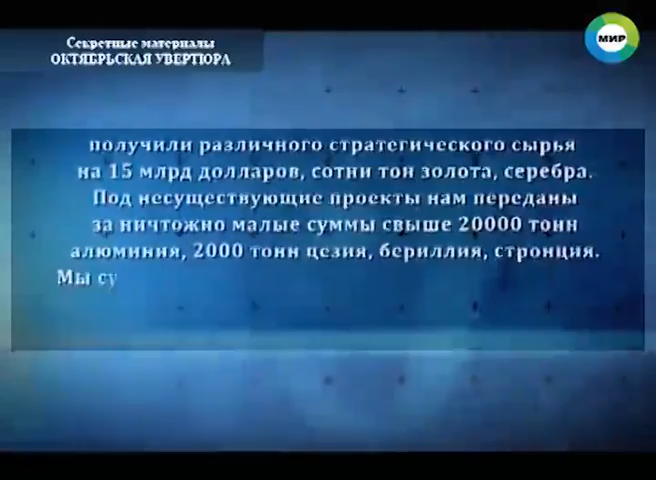 Секретные материалы
ОКТЯБРЬСКАЯ УВЕРТЮРА
МИР
получили различного стратегического сырья
на 15 млрд долларов, сотни тон золота, серебра.
Под несуществующие проекты нам переданы
за ничтожно малые суммы свыше 20000 тонн
алюминия, 2000 тонн цезия, бериллия, стронция.
Мы су